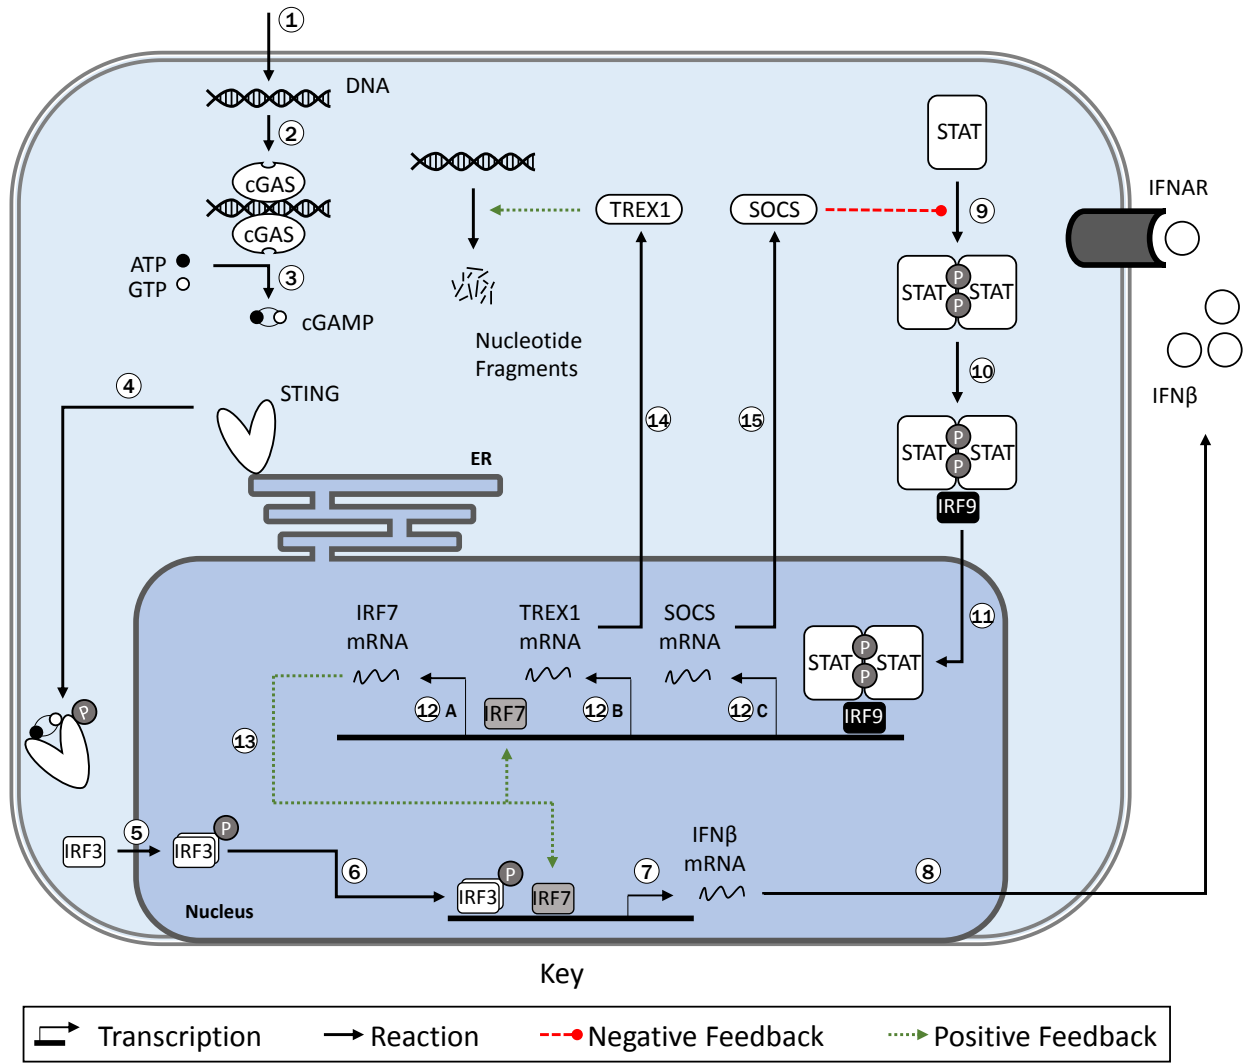 1
DNA
2
cGAS
cGAS
ATP
GTP
3
cGAMP
4
STING
ER
TREX1
Nucleotide
Fragments
14
SOCS
15
STAT
9
STAT
P
P
STAT
10
STAT
P
P
STAT
IRF9
11
IFNAR
IFNβ
IRF7
mRNA
TREX1
mRNA
SOCS
mRNA
STAT
P
P
STAT
IRF9
12 A
IRF7
12 B
12 C
13
P
IRF3
5
IRF3
P
6
IRF3
P
IRF7
7
IFNβ
mRNA
8
Nucleus
Key
Transcription
Reaction
Negative Feedback
Positive Feedback